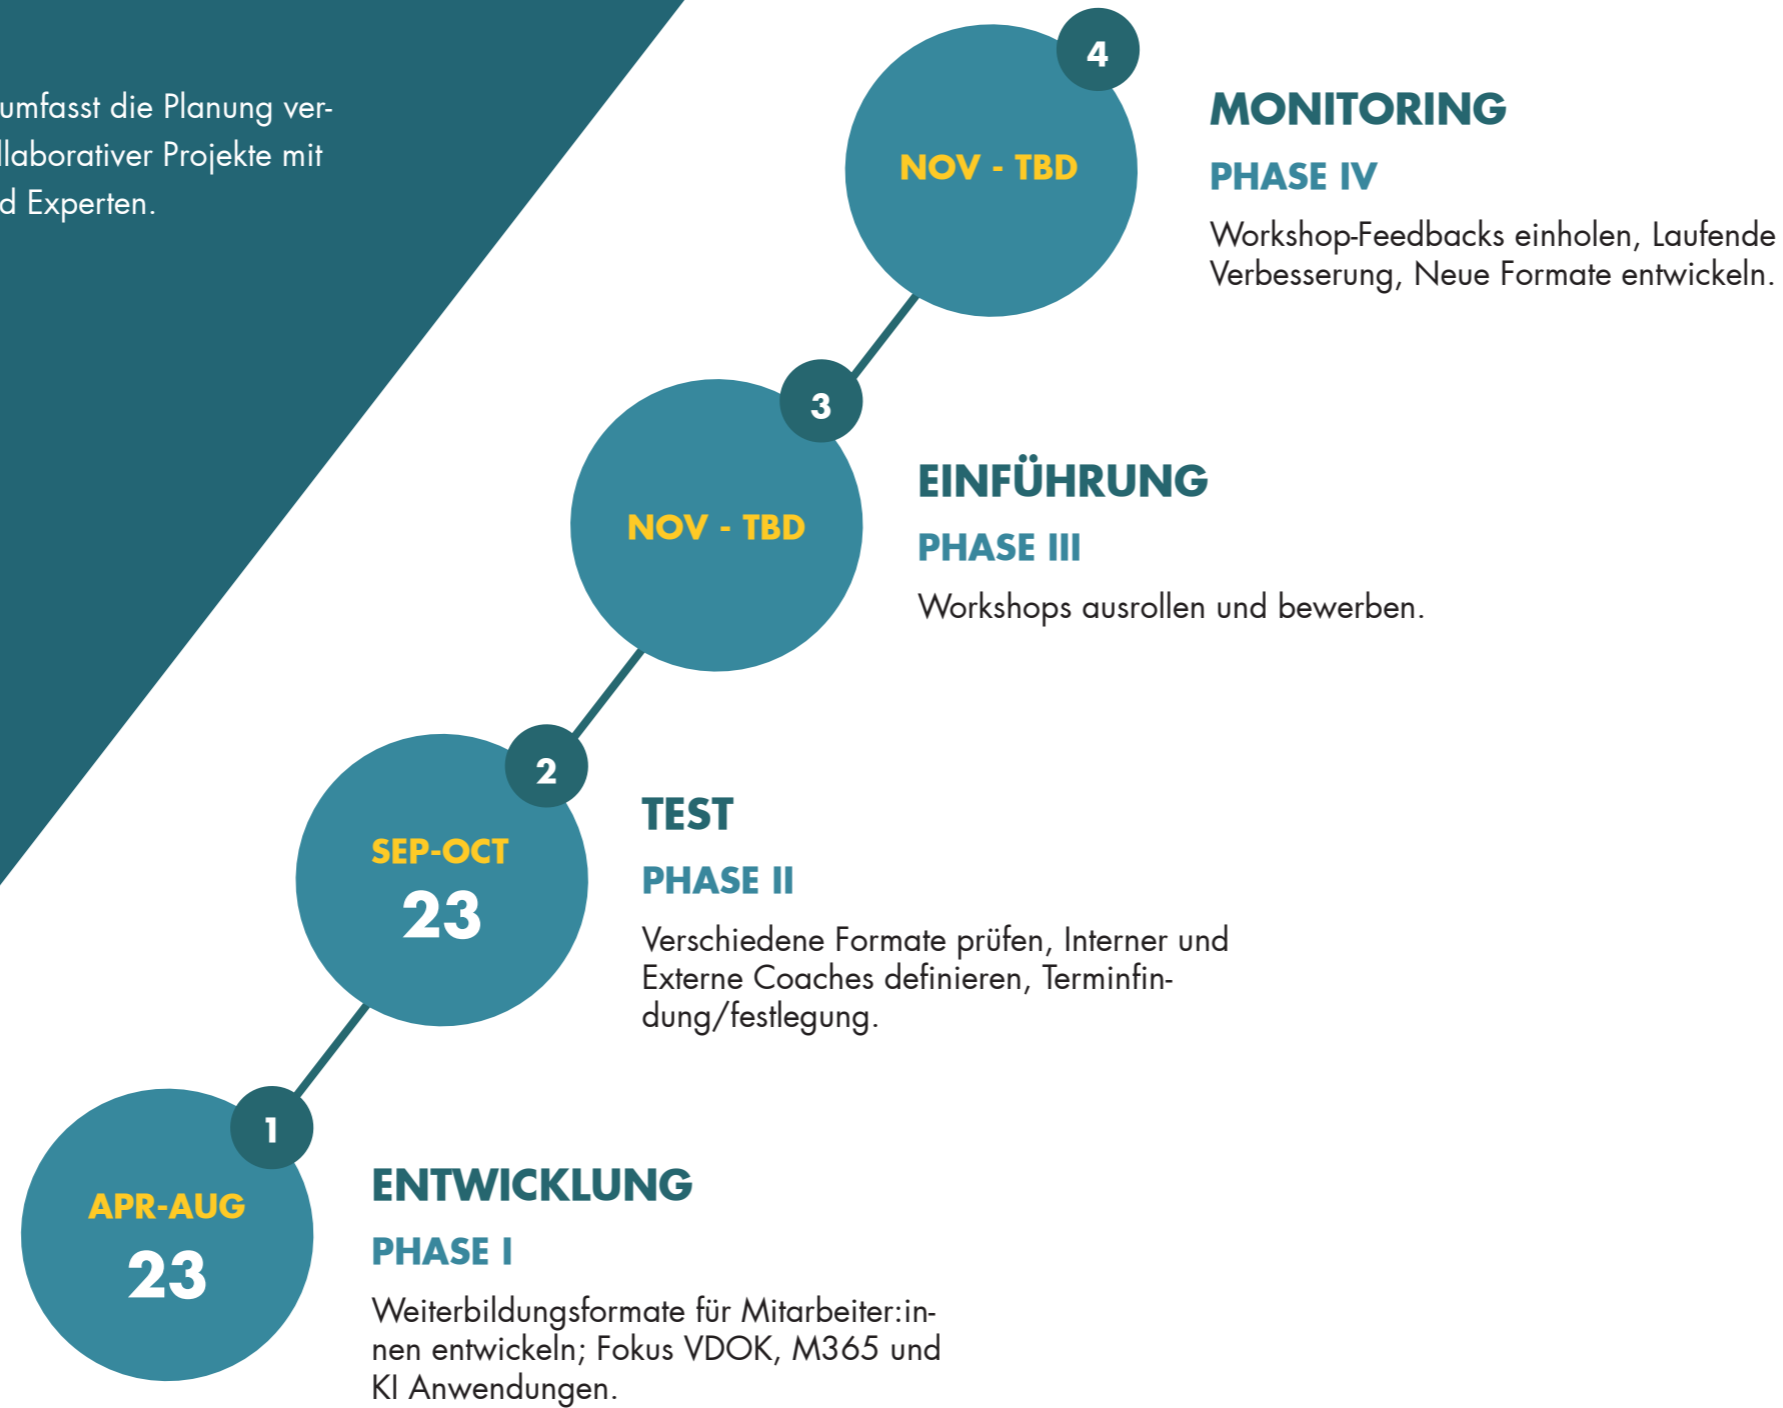 umfasst die Planung ver-
llaborativer Projekte mit
d Experten.
4
NOV - TBD
MONITORING
PHASE IV
Workshop-Feedbacks einholen, Laufende
Verbesserung, Neue Formate entwickeln.
3
NOV - TBD
EINFÜHRUNG
PHASE III
Workshops ausrollen und bewerben.
2
SEP-OCT
23
TEST
PHASE II
Verschiedene Formate prüfen, Interner und
Externe Coaches definieren, Terminfin-
dung/festlegung.
1
APR-AUG
23
ENTWICKLUNG
PHASE I
Weiterbildungsformate für Mitarbeiter:in-
nen entwickeln; Fokus VDOK, M365 und
KI Anwendungen.